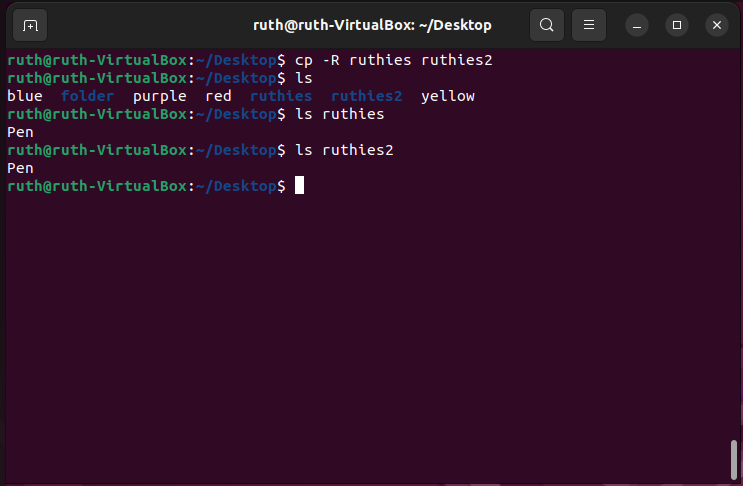 ruth@ruth-VirtualBox: ~/Desktop
ruth@ruth-VirtualBox:~/Desktop$ cp -R ruthies ruthies2
ruth@ruth-VirtualBox:~/Desktop$ ls
blue  folder  purple  red  ruthies  ruthies2  yellow
ruth@ruth-VirtualBox:~/Desktop$ ls ruthies
Pen
ruth@ruth-VirtualBox:~/Desktop$ ls ruthies2
Pen
ruth@ruth-VirtualBox:~/Desktop$